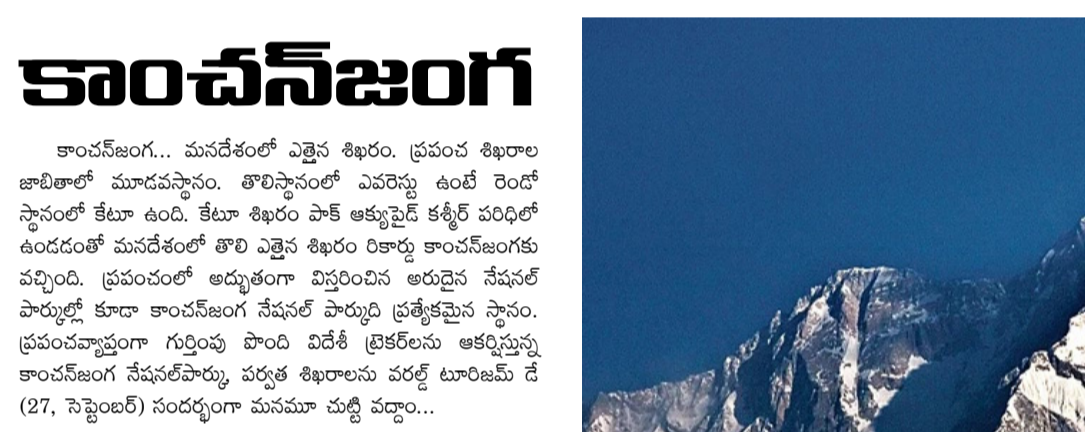 కాంచన్‌జంగ
కాంచన్‌జంగ... మనదేశంలో ఎత్తైన శిఖరం. ప్రపంచ శిఖరాల
జాబితాలో మూడవస్థానం. తొలిస్థానంలో ఎవరెస్టు ఉంటే రెండో
స్థానంలో కేటూ ఉంది. కేటూ శిఖరం పాక్ ఆక్యుపైడ్ కశ్మీర్ పరిధిలో
ఉండడంతో మనదేశంలో తొలి ఎత్తైన శిఖరం రికార్డు కాంచన్‌జంగకు
వచ్చింది. ప్రపంచంలో అద్భుతంగా విస్తరించిన అరుదైన నేషనల్
పార్కుల్లో కూడా కాంచన్‌జంగ నేషనల్ పార్కుది ప్రత్యేకమైన స్థానం.
ప్రపంచవ్యాప్తంగా గుర్తింపు పొంది విదేశీ ట్రెకర్‌లను ఆకర్షిస్తున్న
కాంచన్‌జంగ నేషనల్‌పార్కు, పర్వత శిఖరాలను వరల్డ్ టూరిజమ్ డే
(27, సెప్టెంబర్) సందర్భంగా మనమూ చుట్టి వద్దాం...